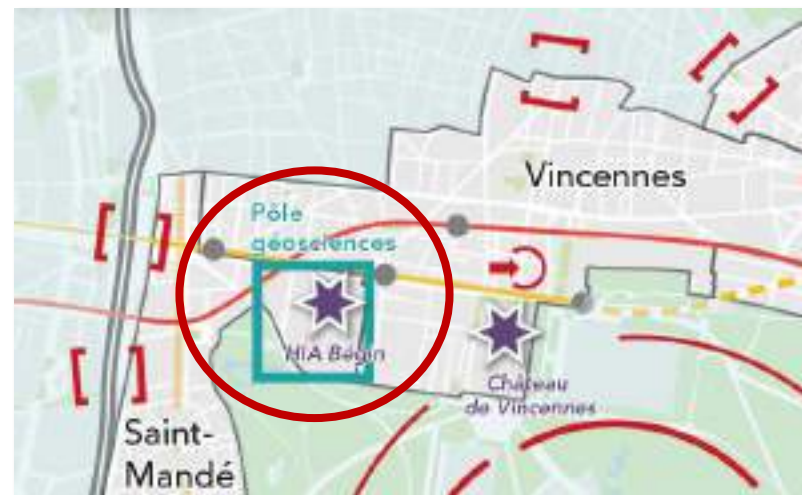 Vincennes
Pôle
géosciences
HIA Bégin
Château
de Vincennes
Saint-
Mandé